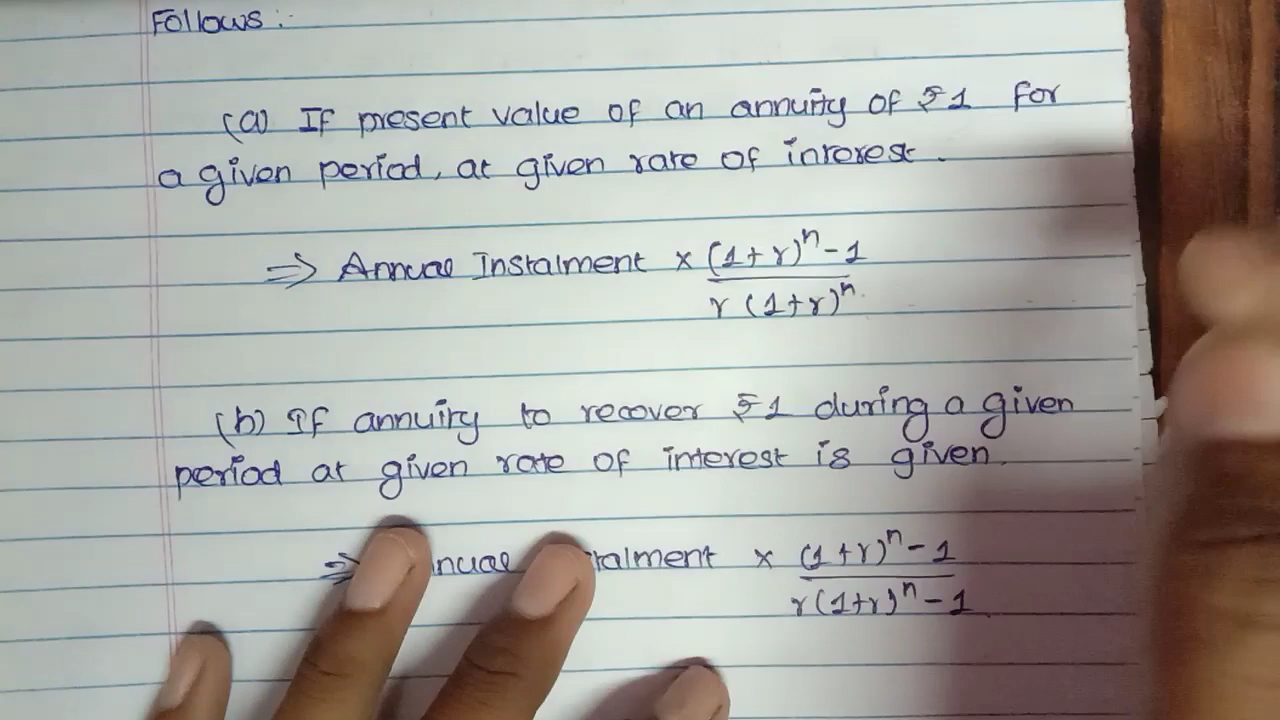 Follows :-
(a) If present value of an annuity of ₹1 for
a given period, at given rate of interest.
⇒ Annual Instalment × (1+r)^n - 1 / r (1+r)^n
(b) If annuity to recover ₹1 during a given
period at given rate of interest is given.
⇒ talment × (1+r)^n - 1 / r(1+r)^n - 1